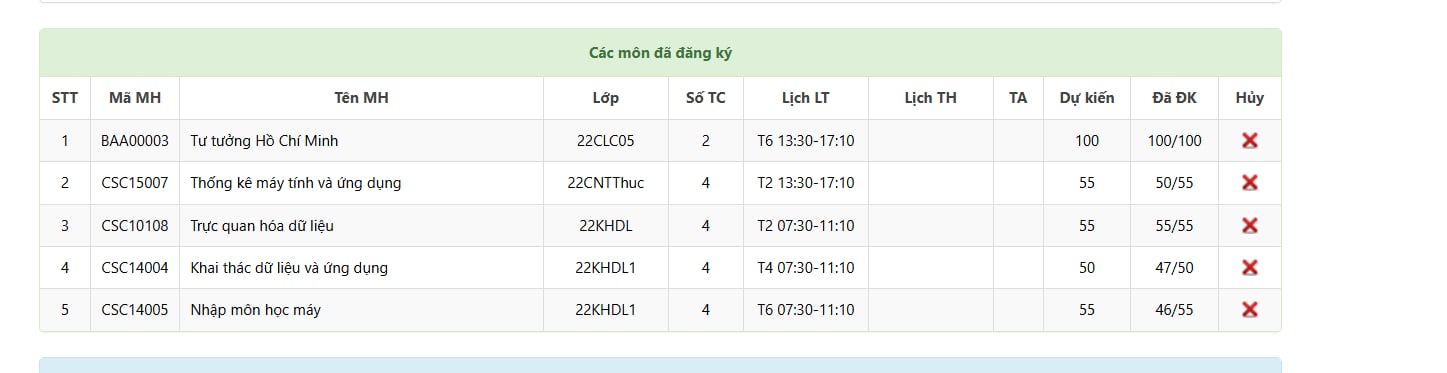 Các môn đã đăng ký
STT Mã MH Tên MH Lớp Số TC Lịch LT Lịch TH TA Dự kiến Đã ĐK Hủy
1 BAA00003 Tư tưởng Hồ Chí Minh 22CLC05 2 T6 13:30-17:10 100 100/100
2 CSC15007 Thống kê máy tính và ứng dụng 22CNTThuc 4 T2 13:30-17:10 55 50/55
3 CSC10108 Trực quan hóa dữ liệu 22KHDL 4 T2 07:30-11:10 55 55/55
4 CSC14004 Khai thác dữ liệu và ứng dụng 22KHDL1 4 T4 07:30-11:10 50 47/50
5 CSC14005 Nhập môn học máy 22KHDL1 4 T6 07:30-11:10 55 46/55